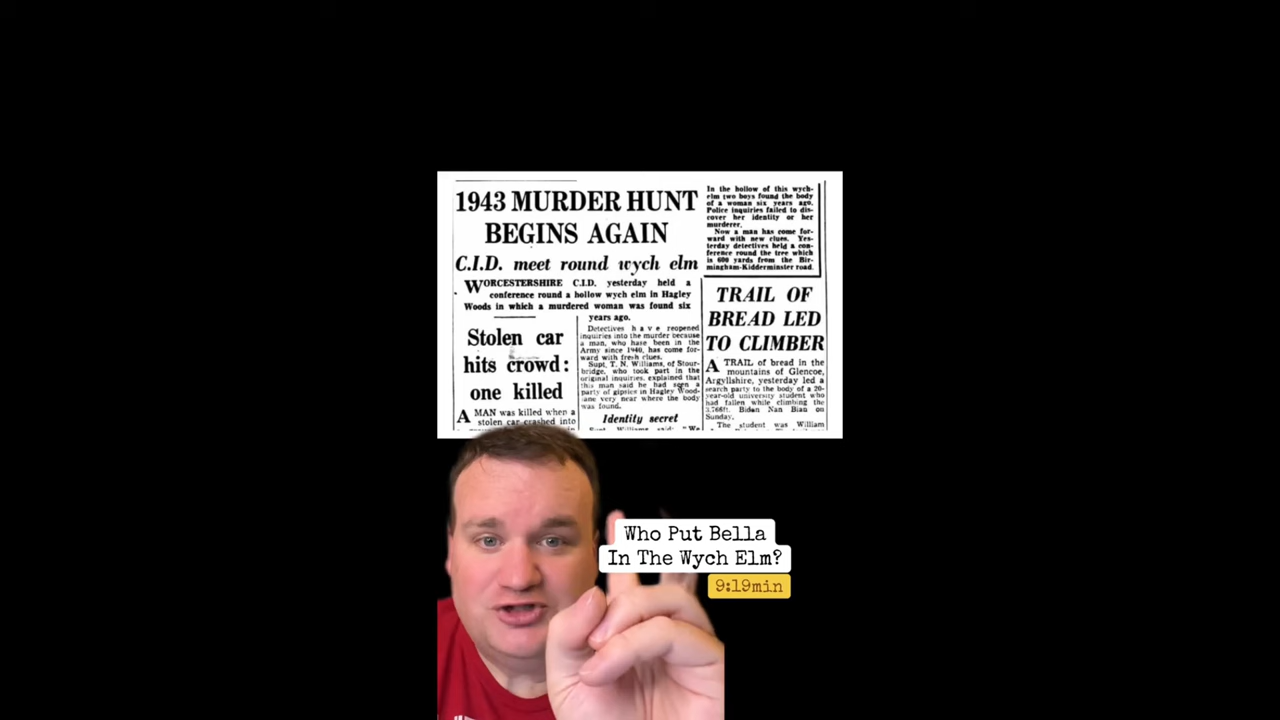 1943 MURDER HUNT
BEGINS AGAIN
C.I.D. meet round wych elm
WORCESTERSHIRE C.I.D. yesterday held a
conference round a hollow wych elm in Hagley
Woods in which a murdered woman was found six
years ago.
Stolen car
hits crowd:
one killed
A MAN was killed when a
stolen car crashed into
Detectives have reopened
inquiries into the murder because
a man, who has been in the
Army since 1940, has come for-
ward with fresh clues.
Supt. T. N. Williams, of Stour-
bridge, who took part in the
original inquiries, explained that
this man said he had seen a
party of gipsies in Hagley Wood-
lane very near where the body
was found.
Identity secret
Supt. Williams said: "We
In the hollow of this wych-
elm two boys found the body
of a woman six years ago.
Police inquiries failed to dis-
cover her identity or her
murderer.
Now a man has come for-
ward with new clues. Yes-
terday detectives held a con-
ference round the tree which
is 600 yards from the Bir-
mingham-Kidderminster road.
TRAIL OF
BREAD LED
TO CLIMBER
A TRAIL of bread in the
mountains of Glencoe,
Argyllshire, yesterday led a
search party to the body of a 20-
year-old university student who
had fallen while climbing the
3,766ft. Bidan Nan Bian on
Sunday.
The student was William
Who Put Bella
In The Wych Elm?
9:19min